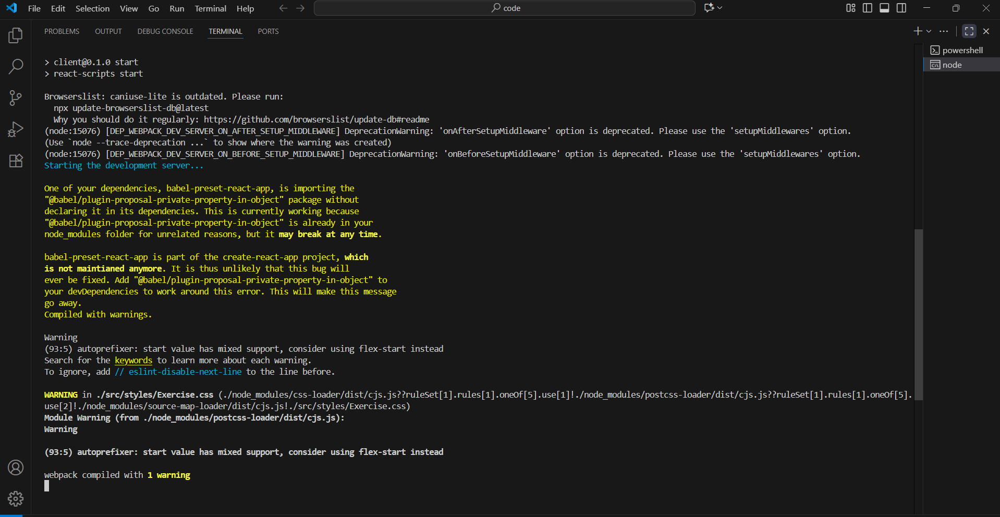 File Edit Selection View Go Run Terminal Help
code
PROBLEMS OUTPUT DEBUG CONSOLE TERMINAL PORTS
powershell
node
> client@0.1.0 start
> react-scripts start
Browserslist: caniuse-lite is outdated. Please run:
npx update-browserslist-db@latest
Why you should do it regularly: https://github.com/browserslist/update-db#readme
(node:15076) [DEP_WEBPACK_DEV_SERVER_ON_AFTER_SETUP_MIDDLEWARE] DeprecationWarning: 'onAfterSetupMiddleware' option is deprecated. Please use the 'setupMiddlewares' option.
(Use `node --trace-deprecation ...` to show where the warning was created)
(node:15076) [DEP_WEBPACK_DEV_SERVER_ON_BEFORE_SETUP_MIDDLEWARE] DeprecationWarning: 'onBeforeSetupMiddleware' option is deprecated. Please use the 'setupMiddlewares' option.
Starting the development server...
One of your dependencies, babel-preset-react-app, is importing the
"@babel/plugin-proposal-private-property-in-object" package without
declaring it in its dependencies. This is currently working because
"@babel/plugin-proposal-private-property-in-object" is already in your
node_modules folder for unrelated reasons, but it may break at any time.
babel-preset-react-app is part of the create-react-app project, which
is not maintianed anymore. It is thus unlikely that this bug will
ever be fixed. Add "@babel/plugin-proposal-private-property-in-object" to
your devDependencies to work around this error. This will make this message
go away.
Compiled with warnings.
Warning
(93:5) autoprefixer: start value has mixed support, consider using flex-start instead
Search for the keywords to learn more about each warning.
To ignore, add // eslint-disable-next-line to the line before.
WARNING in ./src/styles/Exercise.css (./node_modules/css-loader/dist/cjs.js??ruleSet[1].rules[1].oneOf[5].use[1]!./node_modules/postcss-loader/dist/cjs.js??ruleSet[1].rules[1].oneOf[5].
use[2]!./node_modules/source-map-loader/dist/cjs.js!./src/styles/Exercise.css)
Module Warning (from ./node_modules/postcss-loader/dist/cjs.js):
Warning
(93:5) autoprefixer: start value has mixed support, consider using flex-start instead
webpack compiled with 1 warning